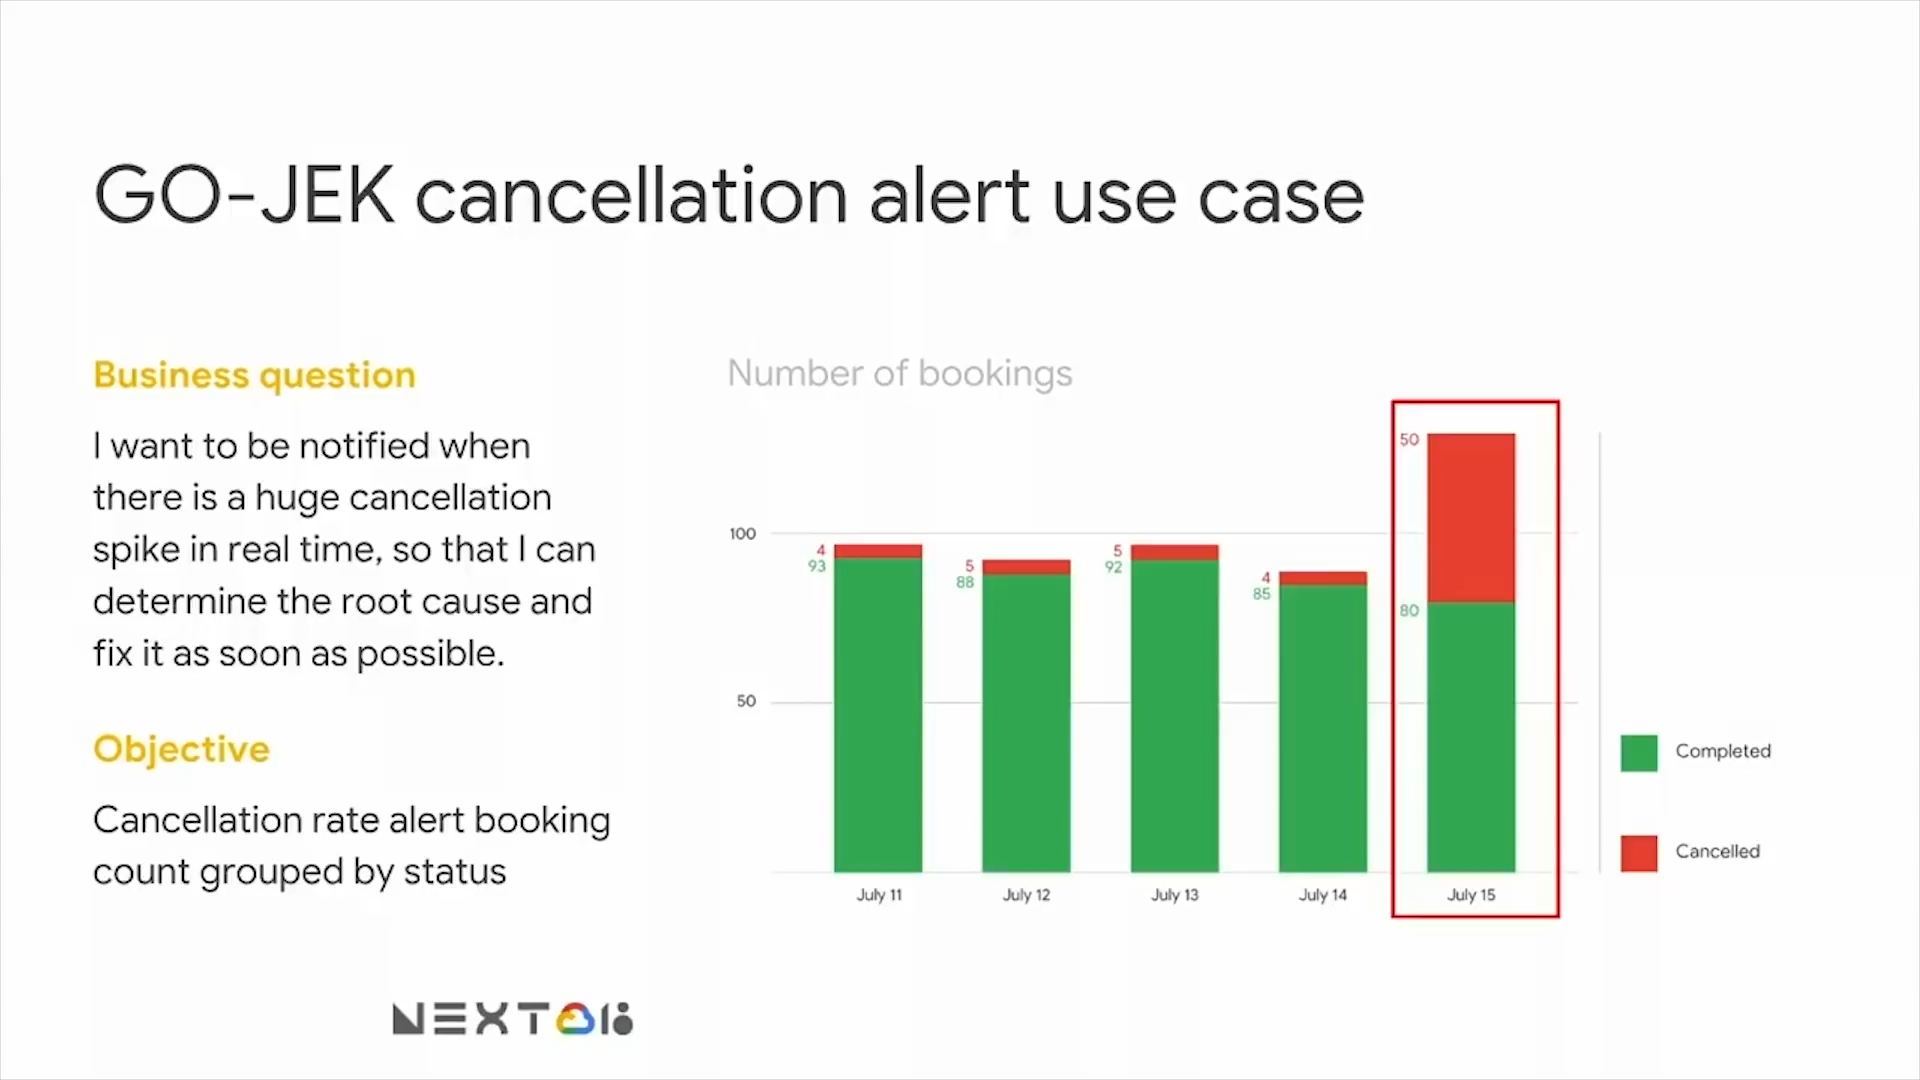 GO-JEK cancellation alert use case
Business question
I want to be notified when
there is a huge cancellation
spike in real time, so that I can
determine the root cause and
fix it as soon as possible.
Objective
Cancellation rate alert booking
count grouped by status
Number of bookings
100
50
4
93
5
88
5
92
4
85
50
80
July 11
July 12
July 13
July 14
July 15
Completed
Cancelled
NEXT 18